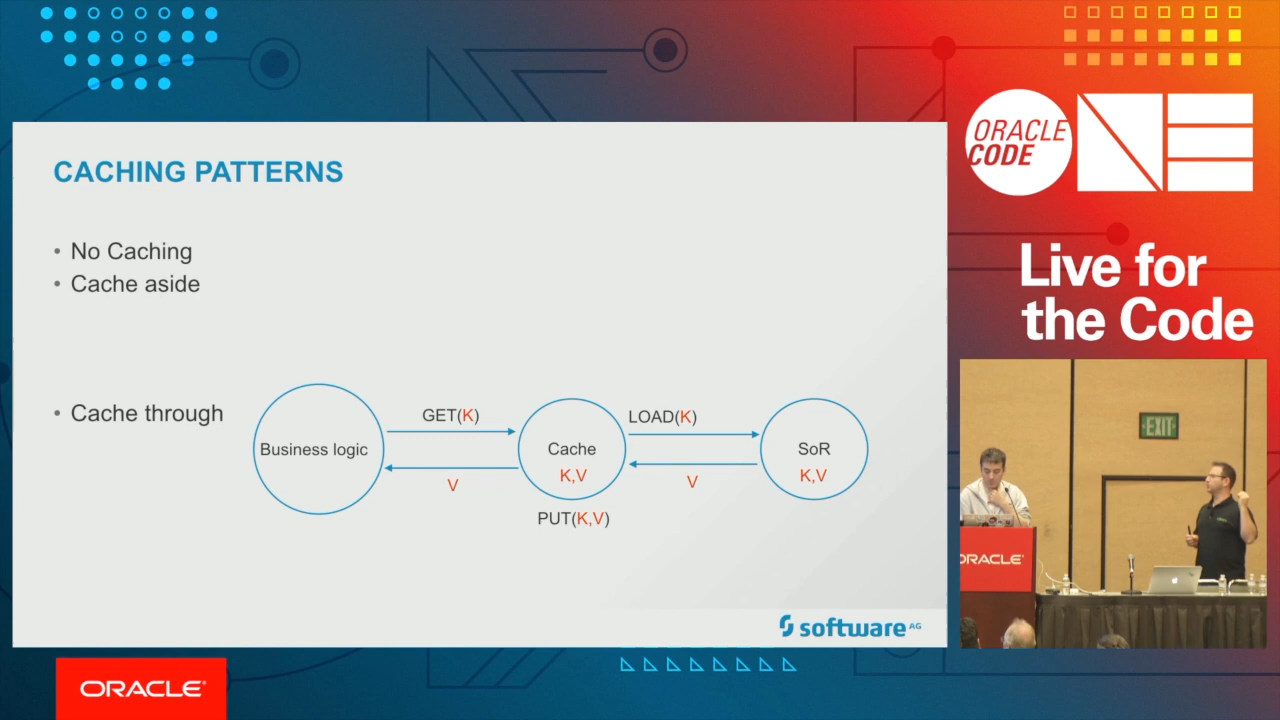 CACHING PATTERNS
• No Caching
• Cache aside
• Cache through
Business logic
GET(K)
V
Cache
K,V
PUT(K,V)
LOAD(K)
V
SoR
K,V
software AG
ORACLE
CODE
ONE
Live for
the Code
EXIT
ORACLE
ORACLE